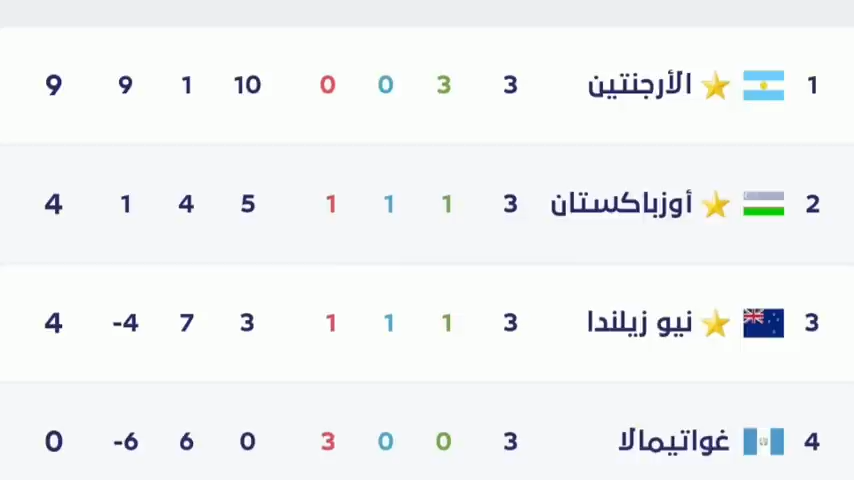 1 الأرجنتين 3 3 0 0 10 1 9 9
2 أوزباكستان 3 1 1 1 5 4 1 4
3 نيو زيلندا 3 1 1 1 3 7 -4 4
4 غواتيمالا 3 0 0 3 0 6 -6 0